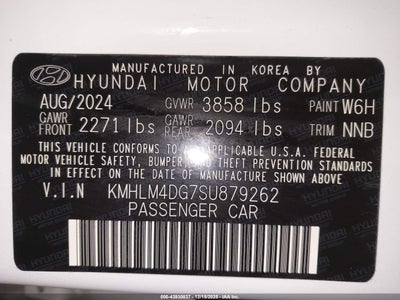 MANUFACTURED IN KOREA BY
HYUNDAI MOTOR COMPANY
AUG/2024 GVWR 3858 lbs PAINT W6H
GAWR FRONT 2271 lbs GAWR REAR 2094 lbs TRIM NNB
THIS VEHICLE CONFORMS TO ALL APPLICABLE U.S.A. FEDERAL
MOTOR VEHICLE SAFETY, BUMPER, AND THEFT PREVENTION
STANDARDS IN EFFECT ON THE DATE OF MANUFACTURE SHOWN ABOVE.
V.I.N KMHLM4DG7SU879262
PASSENGER CAR